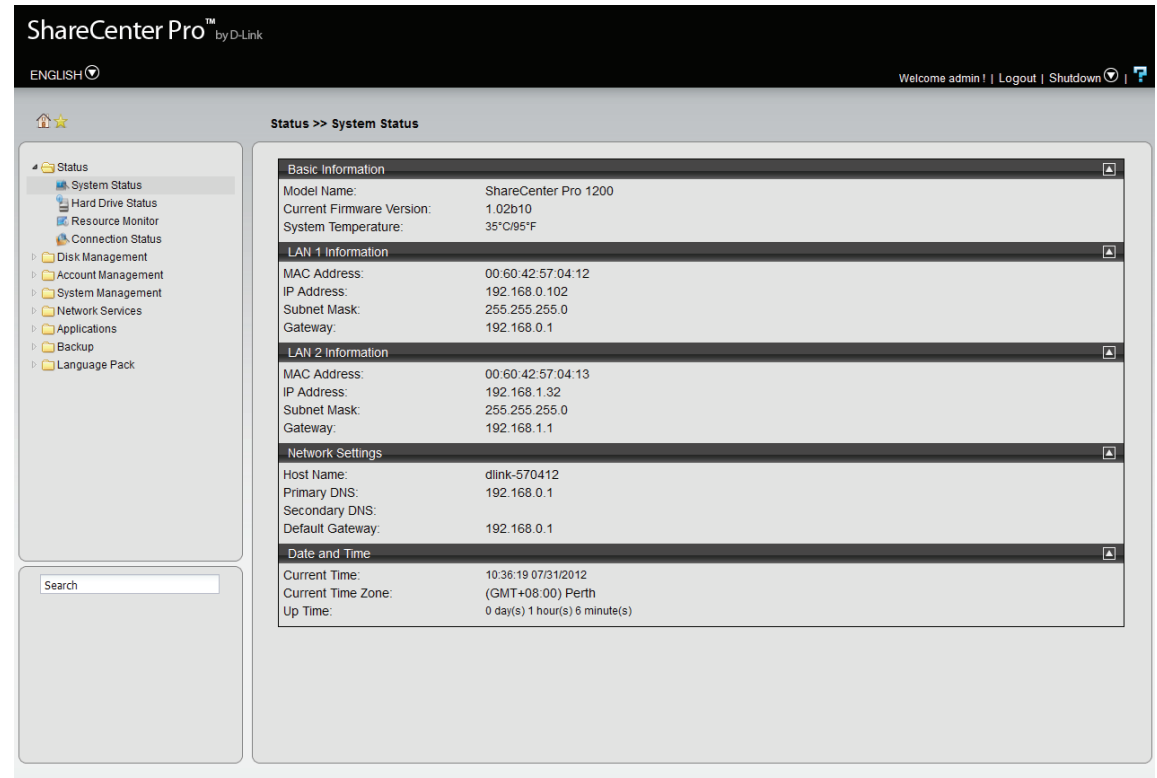 ShareCenter Pro™ by D-Link
ENGLISH
Welcome admin ! | Logout | Shutdown | ?
Status >> System Status
Status
System Status
Hard Drive Status
Resource Monitor
Connection Status
Disk Management
Account Management
System Management
Network Services
Applications
Backup
Language Pack
Search
Basic Information
Model Name: ShareCenter Pro 1200
Current Firmware Version: 1.02b10
System Temperature: 35°C/95°F
LAN 1 Information
MAC Address: 00:60:42:57:04:12
IP Address: 192.168.0.102
Subnet Mask: 255.255.255.0
Gateway: 192.168.0.1
LAN 2 Information
MAC Address: 00:60:42:57:04:13
IP Address: 192.168.1.32
Subnet Mask: 255.255.255.0
Gateway: 192.168.1.1
Network Settings
Host Name: dlink-570412
Primary DNS: 192.168.0.1
Secondary DNS:
Default Gateway: 192.168.0.1
Date and Time
Current Time: 10:36:19 07/31/2012
Current Time Zone: (GMT+08:00) Perth
Up Time: 0 day(s) 1 hour(s) 6 minute(s)